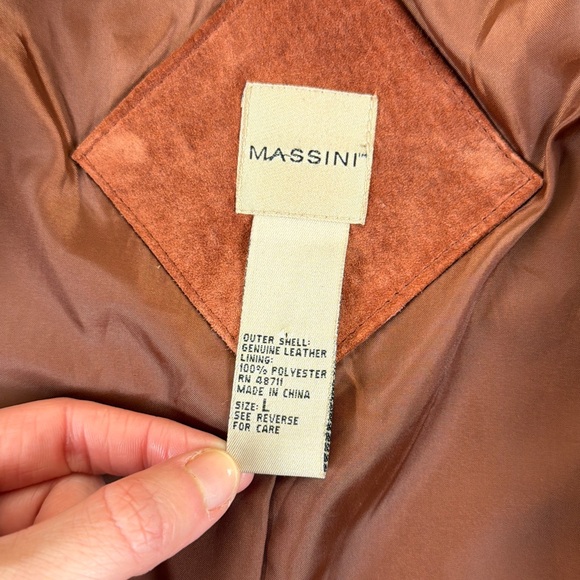 MASSINI™
OUTER SHELL:
GENUINE LEATHER
LINING:
100% POLYESTER
RN 48711
MADE IN CHINA
SIZE: L
SEE REVERSE
FOR CARE